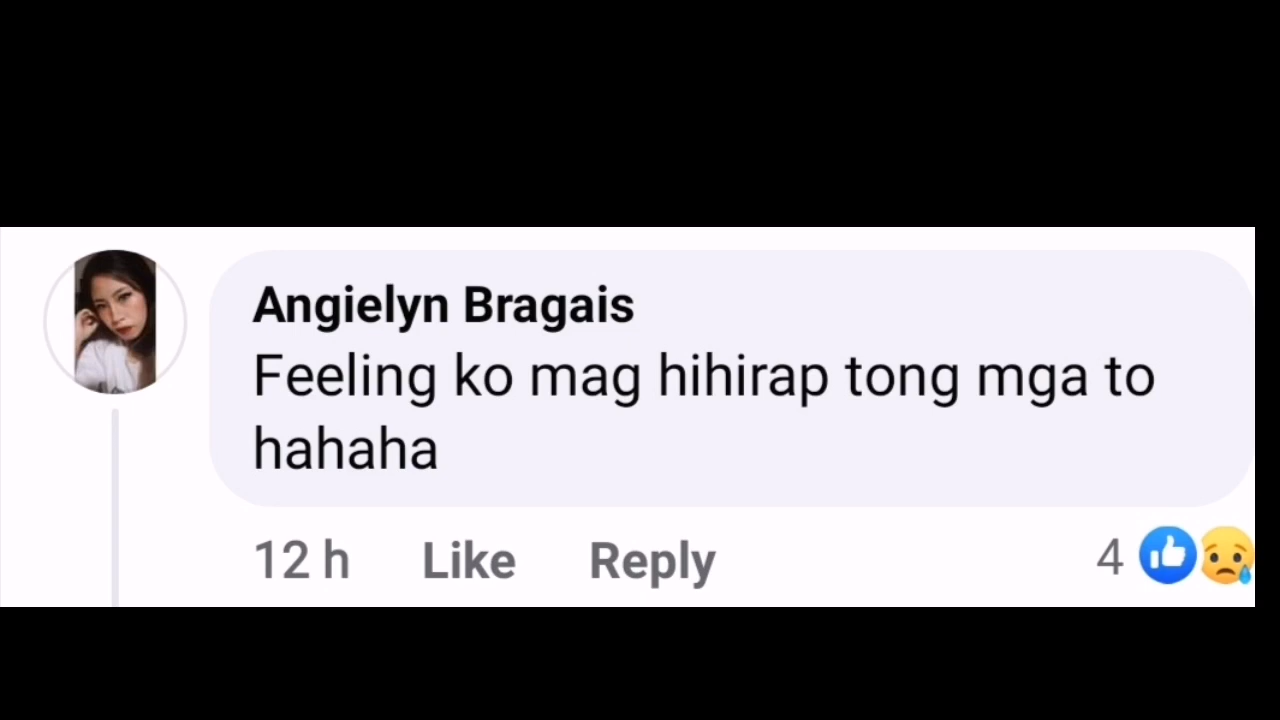 Angielyn Bragais
Feeling ko mag hihirap tong mga to
hahaha
12 h Like Reply 4